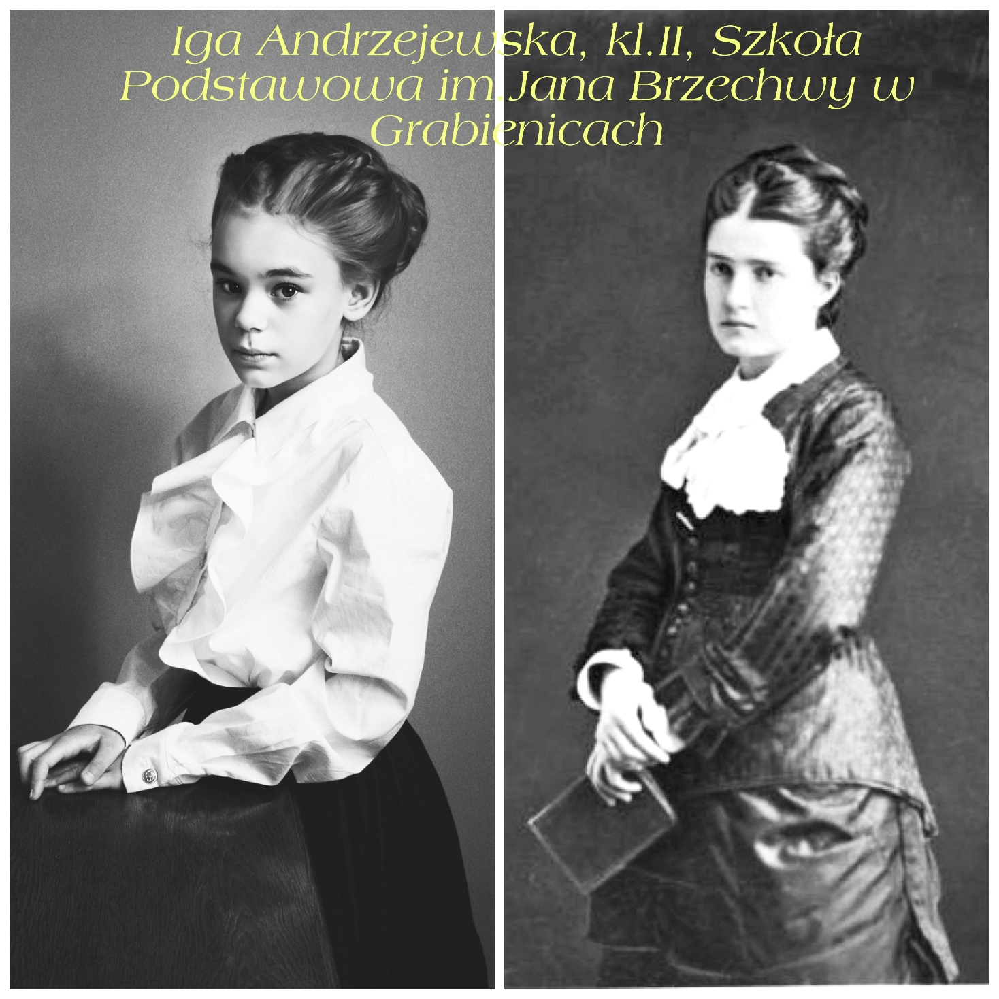 Iga Andrzejewska, kl.II, Szkoła
Podstawowa im.Jana Brzechwy w
Grabienicach